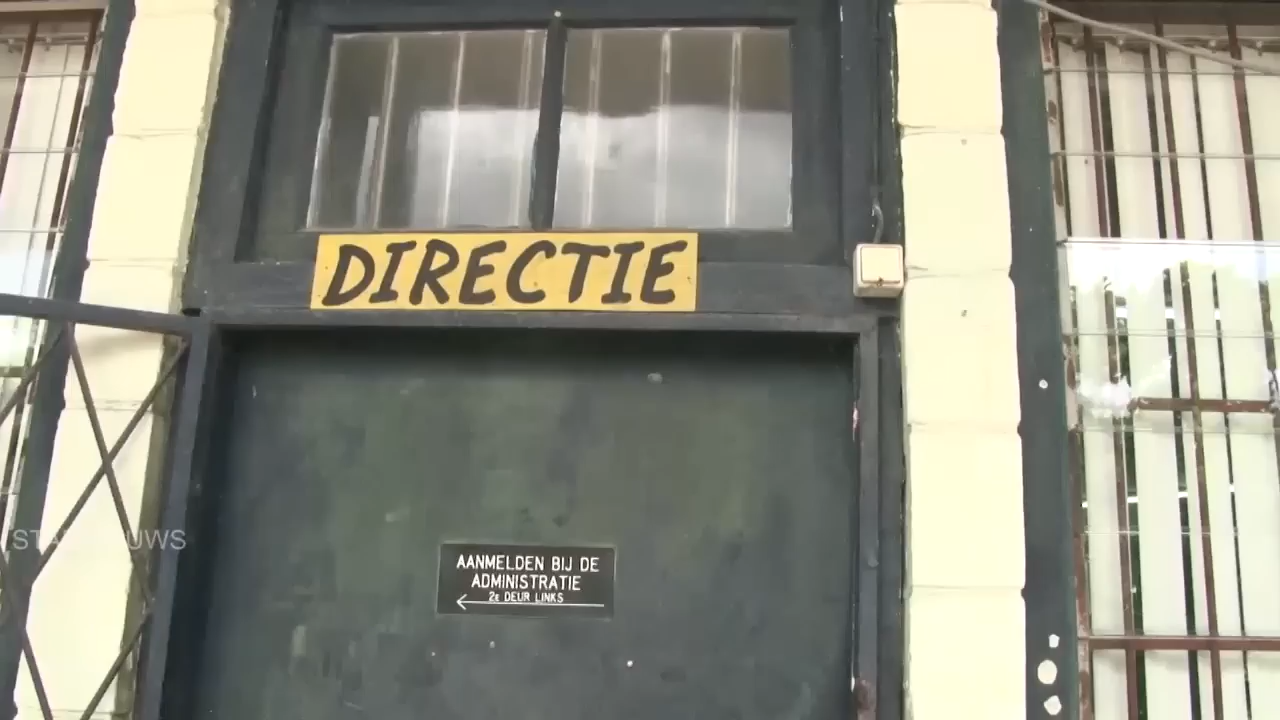 DIRECTIE
AANMELDEN BIJ DE
ADMINISTRATIE
2e DEUR LINKS